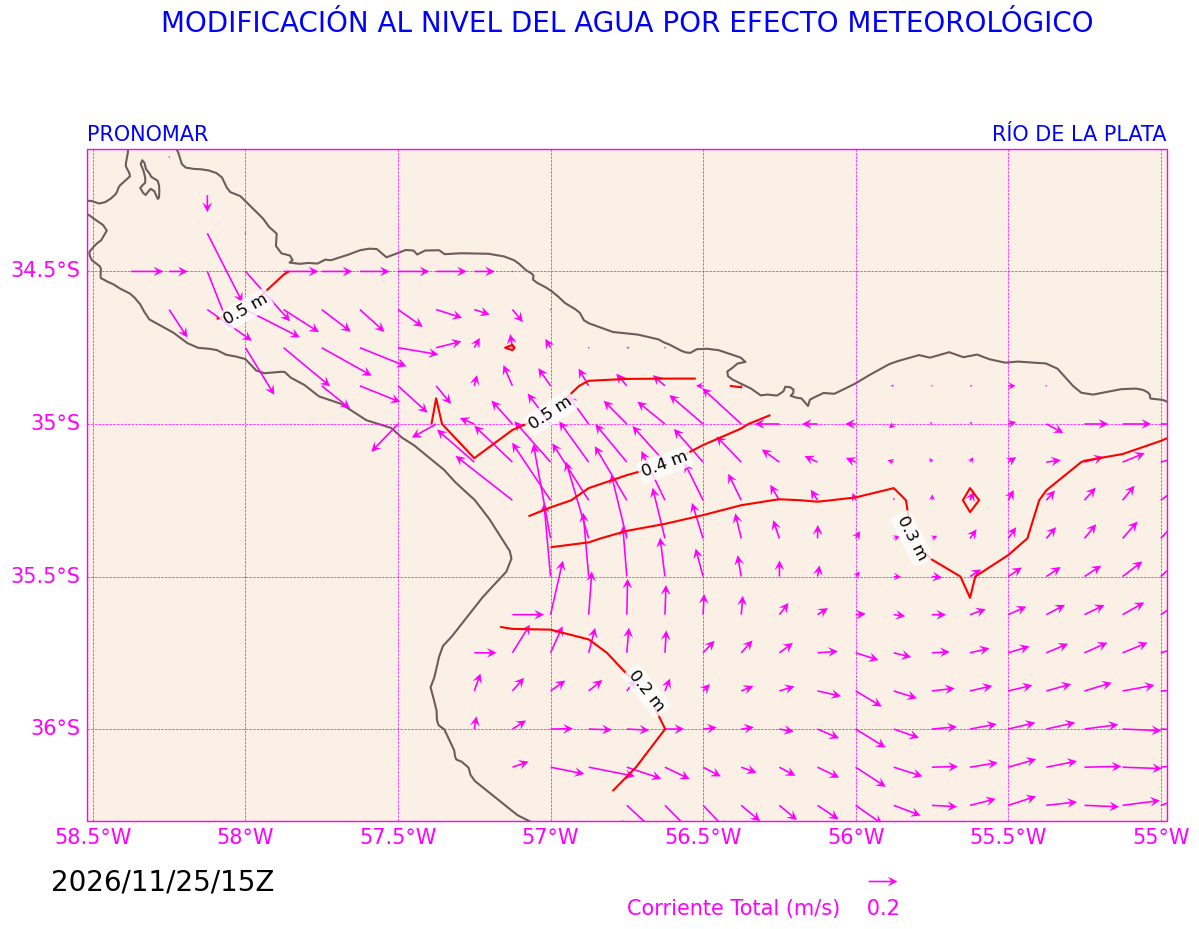 MODIFICACIÓN AL NIVEL DEL AGUA POR EFECTO METEOROLÓGICO
PRONOMAR
RÍO DE LA PLATA
34.5°S
0.5 m
35°S
0.5 m
0.4 m
0.3 m
35.5°S
0.2 m
36°S
58.5°W
58°W
57.5°W
57°W
56.5°W
56°W
55.5°W
55°W
2026/11/25/15Z
Corriente Total (m/s)
0.2